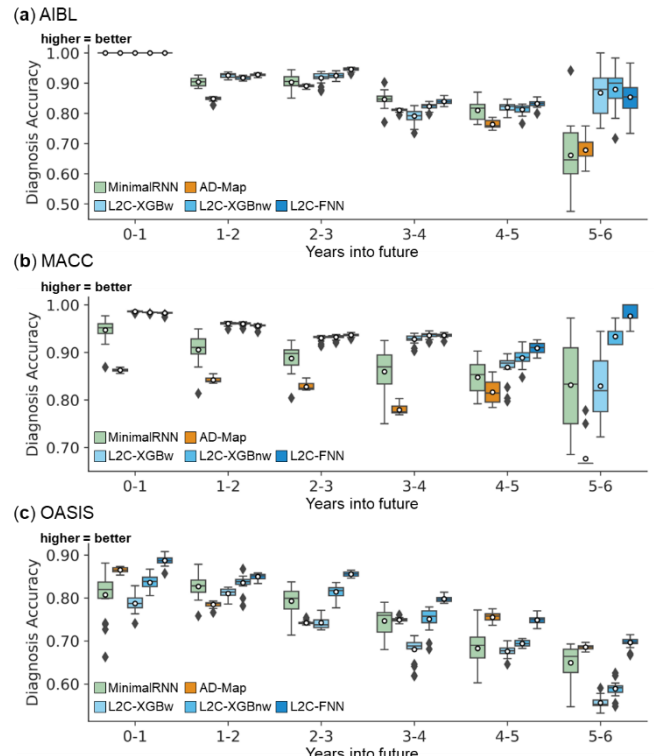 (a) AIBL
higher = better
1.00
0.90
0.80
0.70
0.60
0.50
Diagnosis Accuracy
MinimalRNN AD-Map
L2C-XGBw L2C-XGBnw L2C-FNN
0-1 1-2 2-3 3-4 4-5 5-6
Years into future
(b) MACC
higher = better
1.00
0.90
0.80
0.70
Diagnosis Accuracy
MinimalRNN AD-Map
L2C-XGBw L2C-XGBnw L2C-FNN
0-1 1-2 2-3 3-4 4-5 5-6
Years into future
(c) OASIS
higher = better
0.90
0.80
0.70
0.60
Diagnosis Accuracy
MinimalRNN AD-Map
L2C-XGBw L2C-XGBnw L2C-FNN
0-1 1-2 2-3 3-4 4-5 5-6
Years into future